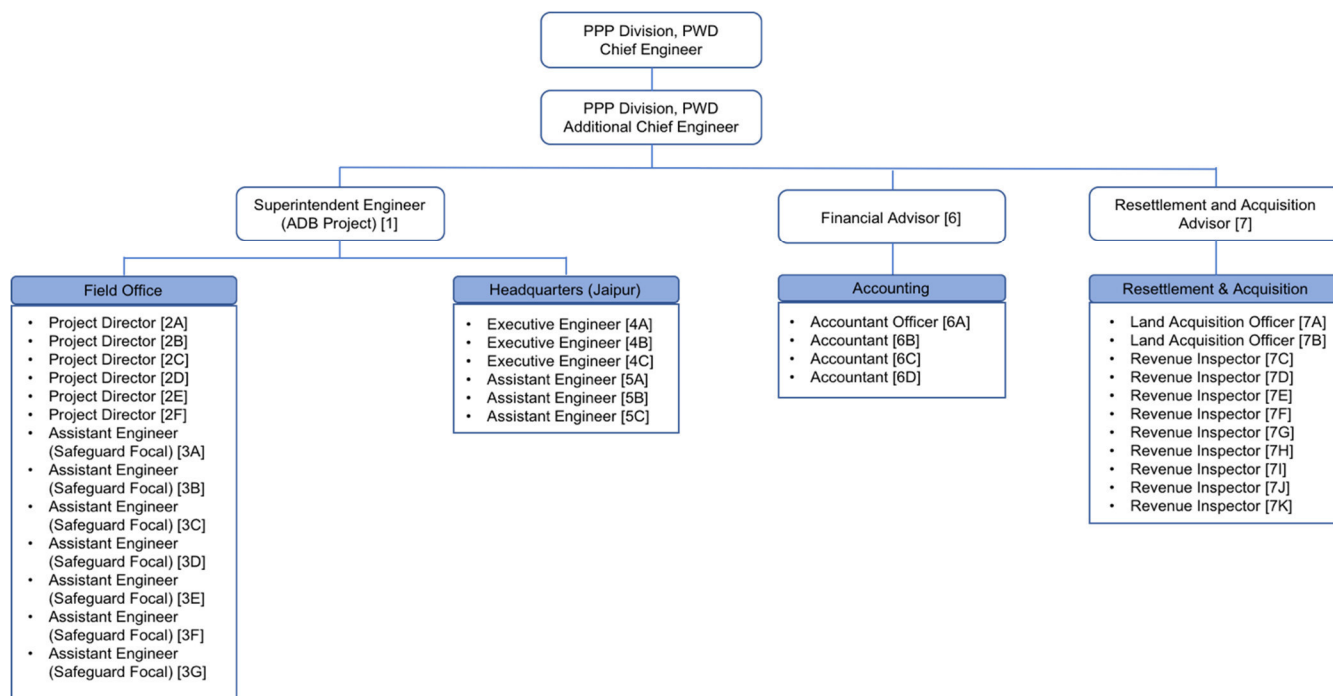 PPP Division, PWD
Chief Engineer
PPP Division, PWD
Additional Chief Engineer
Superintendent Engineer
(ADB Project) [1]
Financial Advisor [6]
Resettlement and Acquisition
Advisor [7]
Field Office
• Project Director [2A]
• Project Director [2B]
• Project Director [2C]
• Project Director [2D]
• Project Director [2E]
• Project Director [2F]
• Assistant Engineer
(Safeguard Focal) [3A]
• Assistant Engineer
(Safeguard Focal) [3B]
• Assistant Engineer
(Safeguard Focal) [3C]
• Assistant Engineer
(Safeguard Focal) [3D]
• Assistant Engineer
(Safeguard Focal) [3E]
• Assistant Engineer
(Safeguard Focal) [3F]
• Assistant Engineer
(Safeguard Focal) [3G]
Headquarters (Jaipur)
• Executive Engineer [4A]
• Executive Engineer [4B]
• Executive Engineer [4C]
• Assistant Engineer [5A]
• Assistant Engineer [5B]
• Assistant Engineer [5C]
Accounting
• Accountant Officer [6A]
• Accountant [6B]
• Accountant [6C]
• Accountant [6D]
Resettlement & Acquisition
• Land Acquisition Officer [7A]
• Land Acquisition Officer [7B]
• Revenue Inspector [7C]
• Revenue Inspector [7D]
• Revenue Inspector [7E]
• Revenue Inspector [7F]
• Revenue Inspector [7G]
• Revenue Inspector [7H]
• Revenue Inspector [7I]
• Revenue Inspector [7J]
• Revenue Inspector [7K]